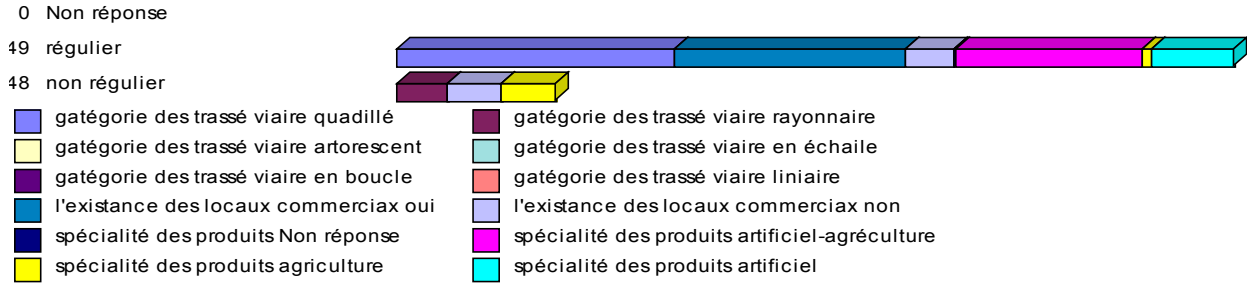 0 Non réponse
49 régulier
48 non régulier
gatégorie des trassé viaire quadillé
gatégorie des trassé viaire rayonnaire
gatégorie des trassé viaire artorescent
gatégorie des trassé viaire en échaile
gatégorie des trassé viaire en boucle
gatégorie des trassé viaire liniaire
l'existance des locaux commerciax oui
l'existance des locaux commerciax non
spécialité des produits Non réponse
spécialité des produits artificiel-agréculture
spécialité des produits agriculture
spécialité des produits artificiel